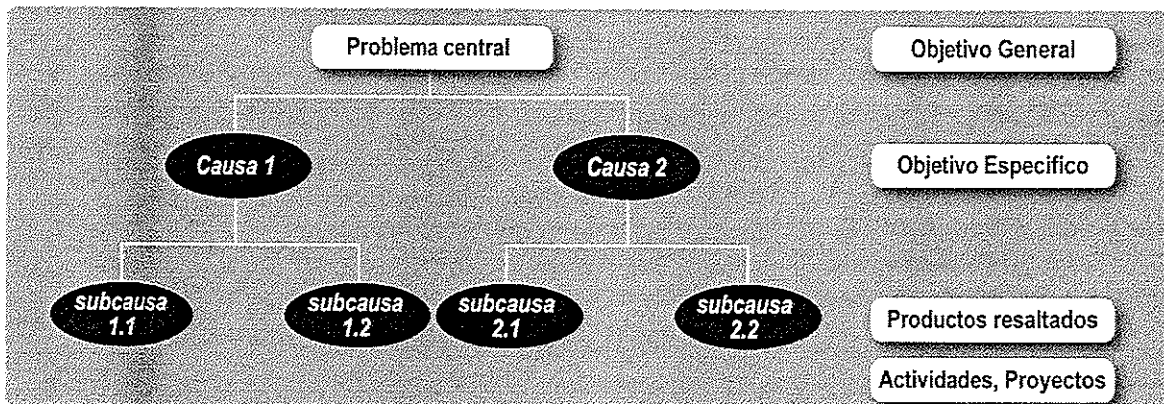 Problema central
Objetivo General
Causa 1
Causa 2
Objetivo Específico
subcausa
1.1
subcausa
1.2
subcausa
2.1
subcausa
2.2
Productos resaltados
Actividades, Proyectos